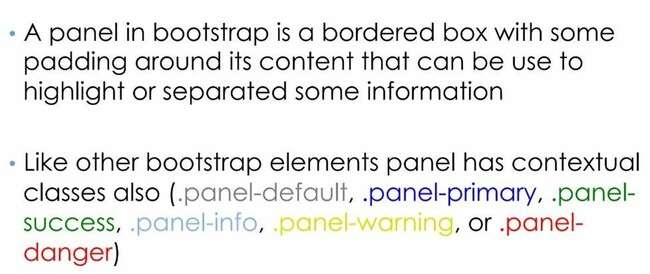 • A panel in bootstrap is a bordered box with some
padding around its content that can be use to
highlight or separated some information
• Like other bootstrap elements panel has contextual
classes also (.panel-default, .panel-primary, .panel-
success, .panel-info, .panel-warning, or .panel-
danger)